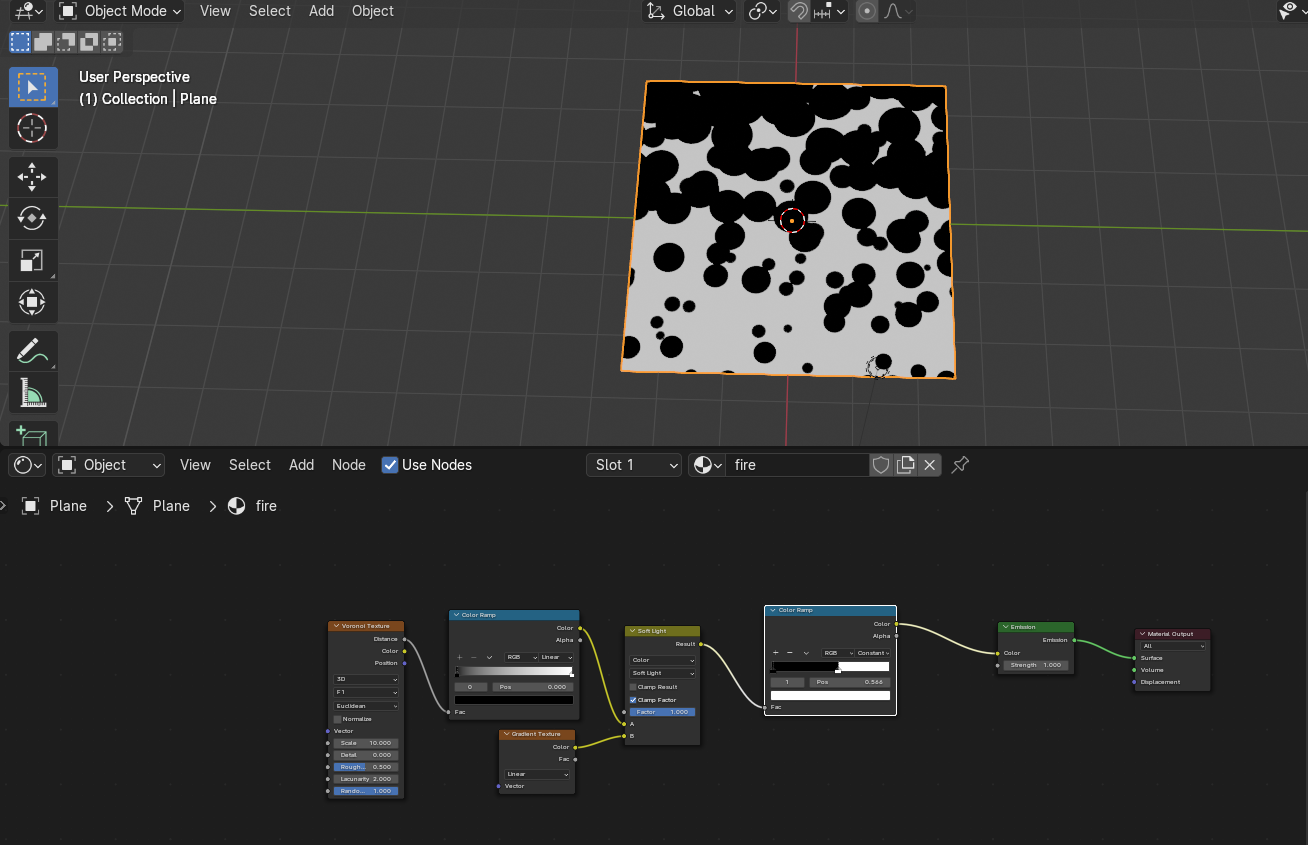 Object Mode View Select Add Object Global
User Perspective
(1) Collection | Plane
Object View Select Add Node Use Nodes Slot 1 fire
Plane Plane fire
Voronoi Texture
Distance
Color
Position
3D
F1
Euclidean
Normalize
Vector
Scale 10.000
Detail 0.000
Rough... 0.500
Lacunarity 2.000
Rando... 1.000
Color Ramp
Color
Alpha
RGB Linear
0 Pos 0.000
Fac
Gradient Texture
Color
Fac
Linear
Vector
Soft Light
Result
Color
Soft Light
Clamp Result
Clamp Factor
Factor 1.000
A
B
Color Ramp
Color
Alpha
RGB Constant
1 Pos 0.566
Fac
Emission
Emission
Color
Strength 1.000
Material Output
All
Surface
Volume
Displacement